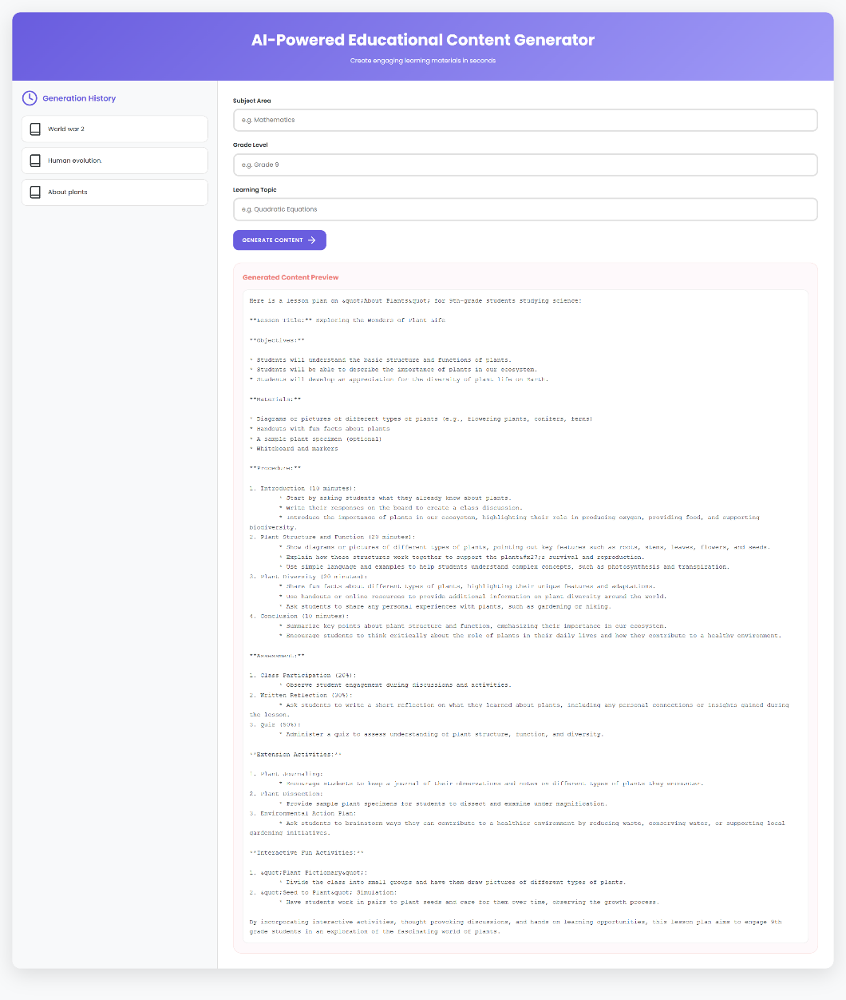 AI-Powered Educational Content Generator
Create engaging learning materials in seconds
Generation History
World war 2
Human evolution.
About plants
Subject Area
e.g. Mathematics
Grade Level
e.g. Grade 9
Learning Topic
e.g. Quadratic Equations
GENERATE CONTENT
Generated Content Preview
Here is a lesson plan on &quot;About Plants&quot; for 9th-grade students studying science:
**Lesson Title:** Exploring the Wonders of Plant Life
**Objectives:**
* Students will understand the basic structure and functions of plants.
* Students will be able to describe the importance of plants in our ecosystem.
* Students will develop an appreciation for the diversity of plant life on Earth.
**Materials:**
* Diagrams or pictures of different types of plants (e.g., flowering plants, conifers, ferns)
* Handouts with fun facts about plants
* A sample plant specimen (optional)
* Whiteboard and markers
**Procedure:**
1. Introduction (10 minutes):
* Start by asking students what they already know about plants.
* Write their responses on the board to create a class discussion.
* Introduce the importance of plants in our ecosystem, highlighting their role in producing oxygen, providing food, and supporting
biodiversity.
2. Plant Structure and Function (20 minutes):
* Show diagrams or pictures of different types of plants, pointing out key features such as roots, stems, leaves, flowers, and seeds.
* Explain how these structures work together to support the plant&#x27;s survival and reproduction.
* Use simple language and examples to help students understand complex concepts, such as photosynthesis and transpiration.
3. Plant Diversity (20 minutes):
* Share fun facts about different types of plants, highlighting their unique features and adaptations.
* Use handouts or online resources to provide additional information on plant diversity around the world.
* Ask students to share any personal experiences with plants, such as gardening or hiking.
4. Conclusion (10 minutes):
* Summarize key points about plant structure and function, emphasizing their importance in our ecosystem.
* Encourage students to think critically about the role of plants in their daily lives and how they contribute to a healthy environment.
**Assessment:**
1. Class Participation (20%):
* Observe student engagement during discussions and activities.
2. Written Reflection (30%):
* Ask students to write a short reflection on what they learned about plants, including any personal connections or insights gained during
the lesson.
3. Quiz (50%):
* Administer a quiz to assess understanding of plant structure, function, and diversity.
**Extension Activities:**
1. Plant Journaling:
* Encourage students to keep a journal of their observations and notes on different types of plants they encounter.
2. Plant Dissection:
* Provide sample plant specimens for students to dissect and examine under magnification.
3. Environmental Action Plan:
* Ask students to brainstorm ways they can contribute to a healthier environment by reducing waste, conserving water, or supporting local
gardening initiatives.
**Interactive Fun Activities:**
1. &quot;Plant Pictionary&quot;:
* Divide the class into small groups and have them draw pictures of different types of plants.
2. &quot;Seed to Plant&quot; Simulation:
* Have students work in pairs to plant seeds and care for them over time, observing the growth process.
By incorporating interactive activities, thought-provoking discussions, and hands-on learning opportunities, this lesson plan aims to engage 9th-
grade students in an exploration of the fascinating world of plants.